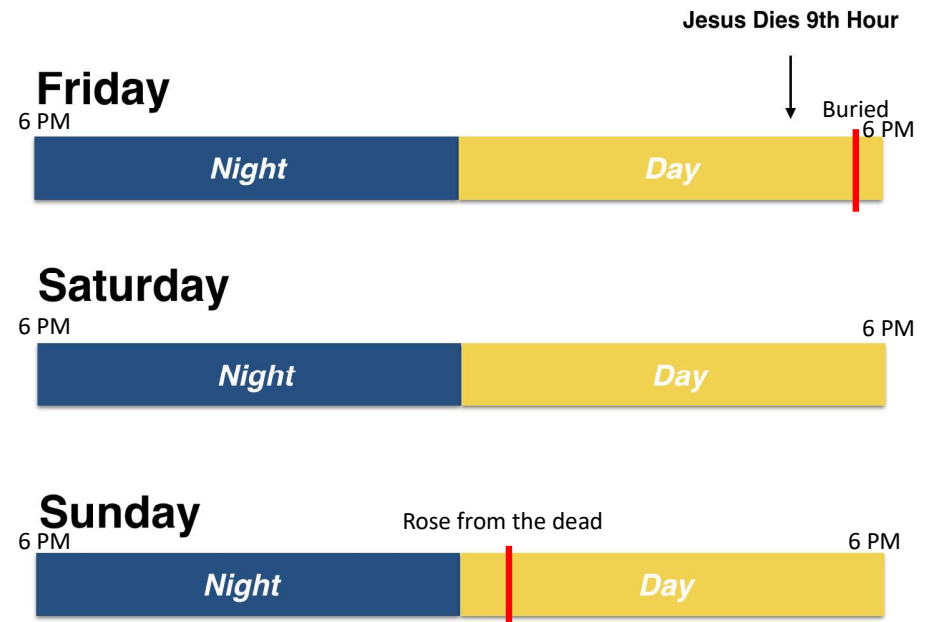 Jesus Dies 9th Hour
Friday
Buried
6 PM
6 PM
Night
Day
Saturday
6 PM
6 PM
Night
Day
Sunday
Rose from the dead
6 PM
6 PM
Night
Day